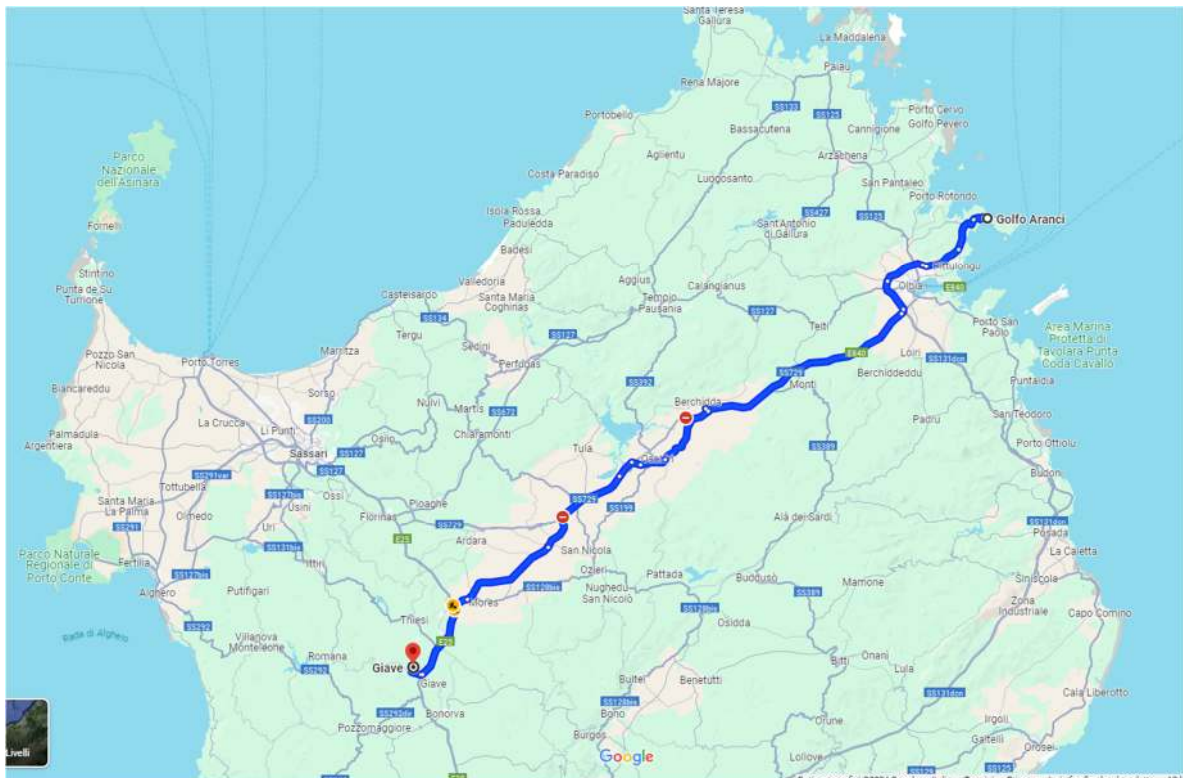 Santa Teresa
Gallura
La Maddalena
Palau
Rena Majore
SS133
SS125
Porto Cervo
Golfo Pevero
Portobello
Bassacutena
Cannigione
Parco
Nazionale
dell'Asinara
Aglientu
Arzachena
Costa Paradiso
Luogosanto
San Pantaleo
Porto Rotondo
Fornelli
Isola Rossa
Paduledda
SS427
SS125
Golfo Aranci
Badesi
Sant'Antonio
di Gallura
Stintino
Punta de Su
Turrione
Valledoria
Aggius
Pittulongu
Castelsardo
Santa Maria
Coghinas
Tempio
Pausania
Calangianus
Olbia
E840
SS134
Tergu
SS127
SS127
Telti
Porto San
Paolo
Area Marina
Protetta di
Tavolara Punta
Coda Cavallo
Pozzo San
Nicola
Porto Torres
Marritza
Sedini
Perfugas
E840
Loiri
SS131dcn
Biancareddu
Sorso
SS392
SS729
Monti
Berchiddeddu
Puntaldia
Nulvi
Martis
SS672
Berchidda
Palmadula
Argentiera
La Crucca
Li Punti
SS200
Chiaramonti
Padru
San Teodoro
Sassari
SS127
Osilo
SS127
Tula
SS389
Porto Ottiolu
SS291var
Tottubella
Ossi
Ploaghe
Budoni
Santa Maria
La Palma
SS291
Olmedo
SS127bis
Usini
Uri
Florinas
SS729
SS729
SS199
Alà dei Sardi
SS131dcn
Posada
Parco Naturale
Regionale di
Porto Conte
Fertilia
SS131bis
Ittiri
E25
Ardara
San Nicola
La Caletta
Alghero
SS127bis
Putifigari
Ozieri
Pattada
Buddusò
Mamone
Siniscola
SS128bis
Nughedu
San Nicolò
SS389
Zona
Industriale
Capo Comino
Rada di Alghero
SS292
Thiesi
Mores
SS128bis
Osidda
Villanova
Monteleone
Romana
E25
Bitti
Onanì
Lula
SS292
Giave
Giave
Bultei
Benetutti
SS131dcn
Cala Liberotto
SS292dir
Bonorva
SS128bis
Pozzomaggiore
Bono
Orune
Irgoli
Galtellì
Burgos
Orosei
Google
Lollove
SS129
SS125
Livelli